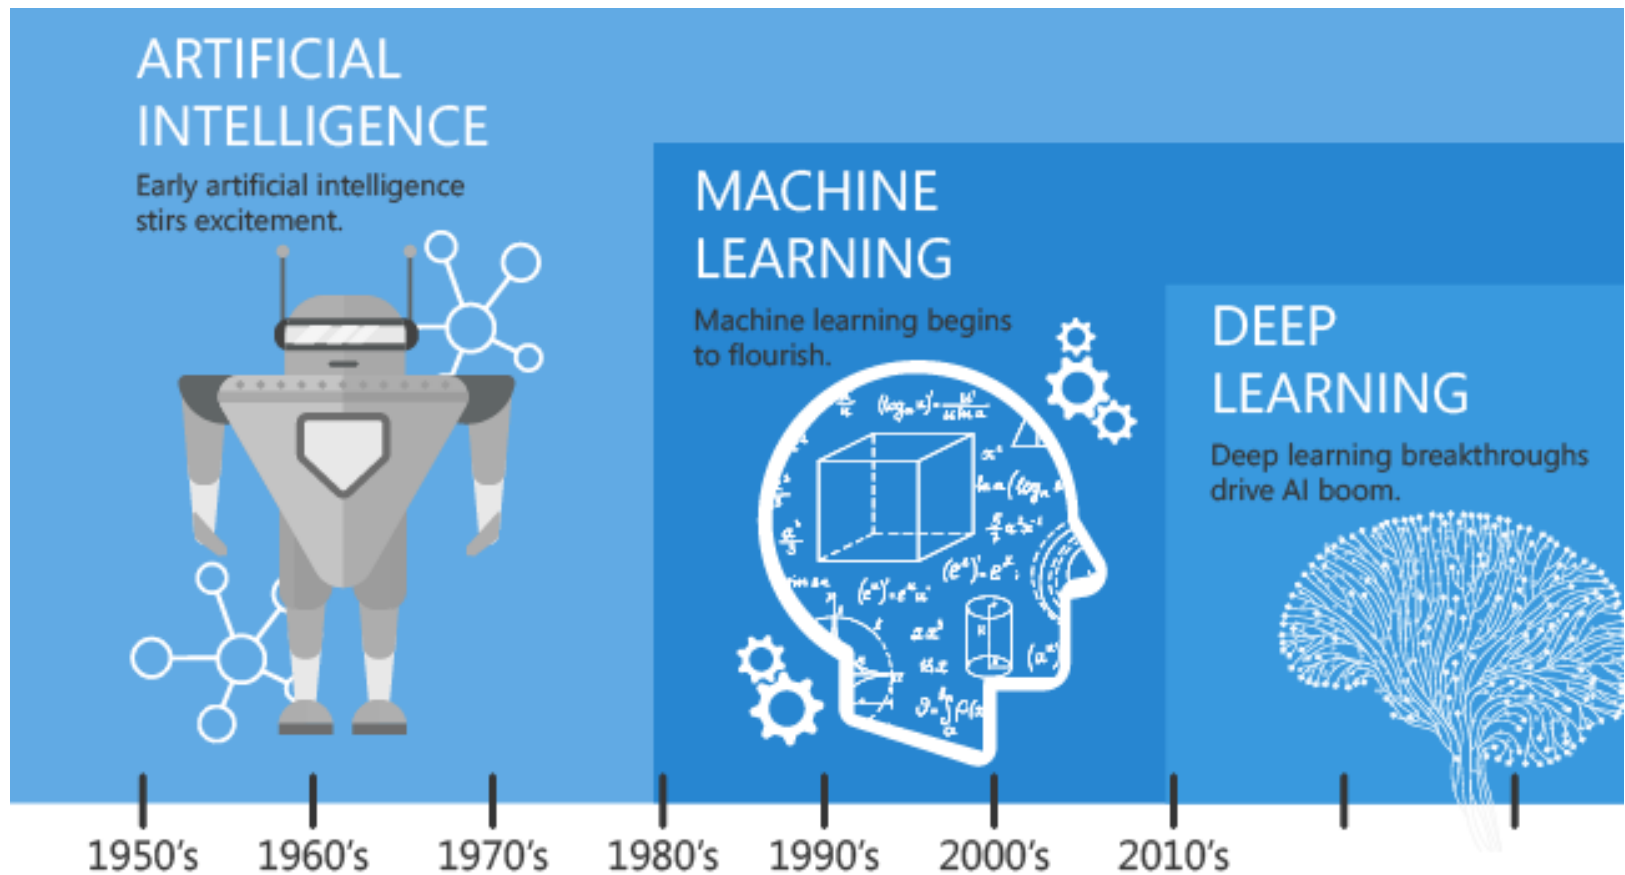 ARTIFICIAL
INTELLIGENCE
Early artificial intelligence
stirs excitement.
MACHINE
LEARNING
Machine learning begins
to flourish.
DEEP
LEARNING
Deep learning breakthroughs
drive AI boom.
1950's 1960's 1970's 1980's 1990's 2000's 2010's